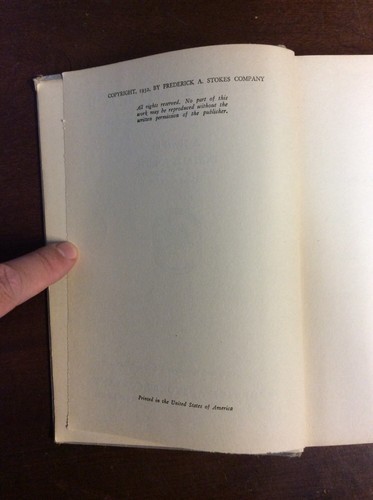 COPYRIGHT, 1932, BY FREDERICK A. STOKES COMPANY
All rights reserved. No part of this
work may be reproduced without the
written permission of the publisher.
Printed in the United States of America